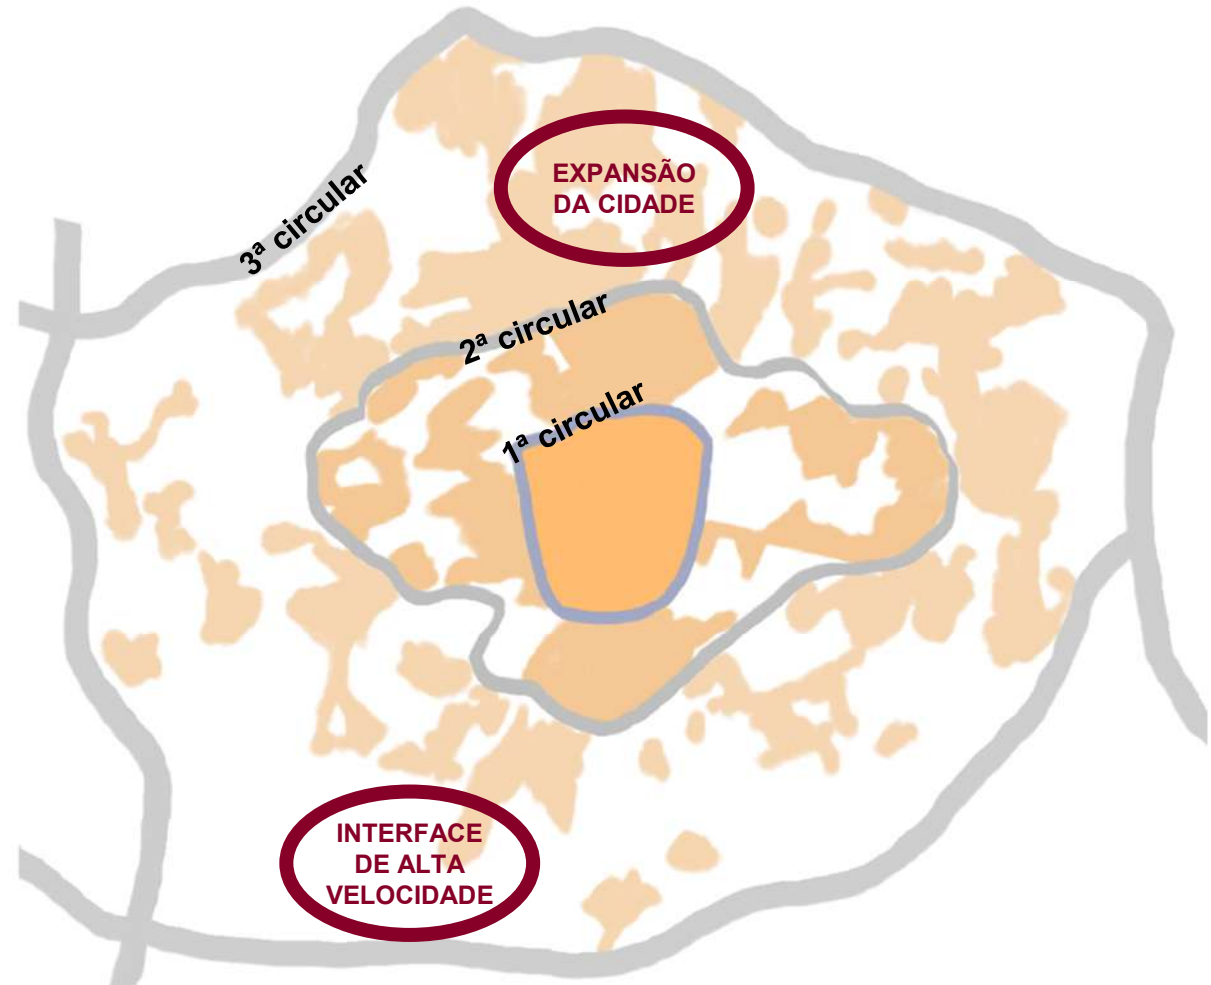 EXPANSÃO
DA CIDADE
3ª circular
2ª circular
1ª circular
INTERFACE
DE ALTA
VELOCIDADE